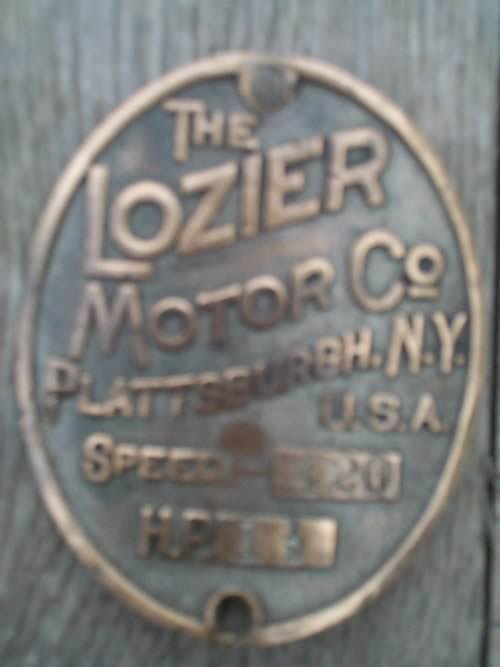 THE
LOZIER
MOTOR Co
PLATTSBURGH. N.Y.
U.S.A.
SPEED
H.P.